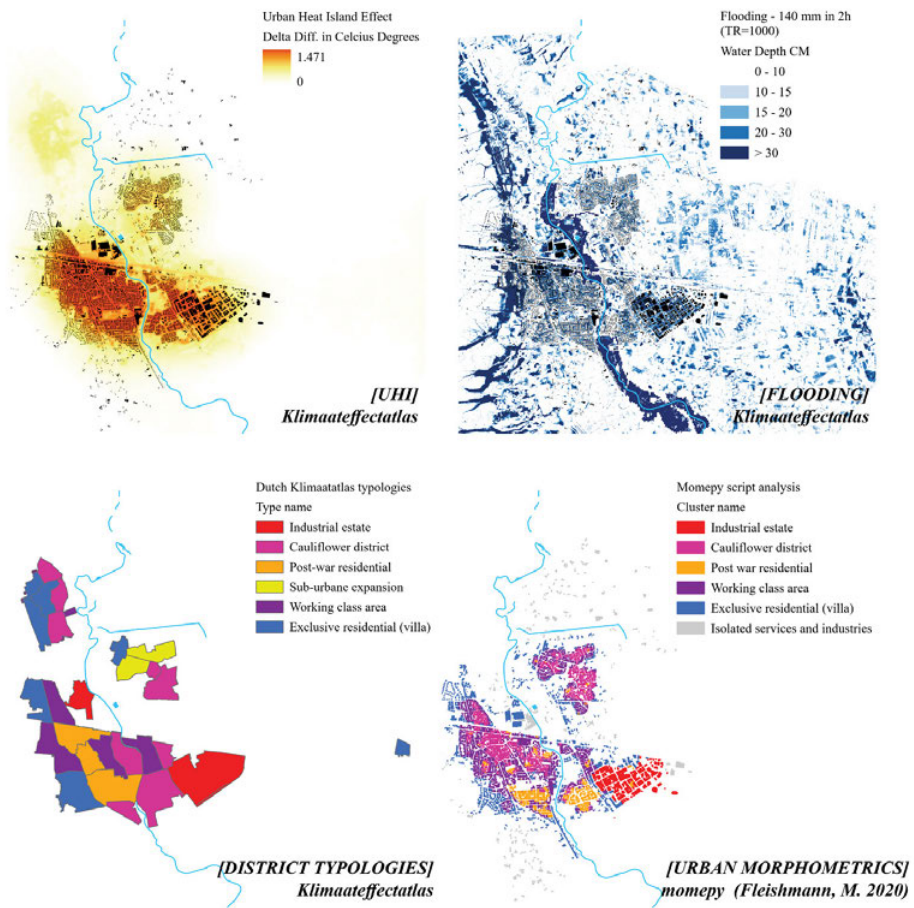 Urban Heat Island Effect
Delta Diff. in Celcius Degrees
1.471
0
[UHI]
Klimaateffectatlas
Flooding - 140 mm in 2h
(TR=1000)
Water Depth CM
0 - 10
10 - 15
15 - 20
20 - 30
> 30
[FLOODING]
Klimaateffectatlas
Dutch Klimaatatlas typologies
Type name
Industrial estate
Cauliflower district
Post-war residential
Sub-urbane expansion
Working class area
Exclusive residential (villa)
[DISTRICT TYPOLOGIES]
Klimaateffectatlas
Momepy script analysis
Cluster name
Industrial estate
Cauliflower district
Post war residential
Working class area
Exclusive residential (villa)
Isolated services and industries
[URBAN MORPHOMETRICS]
momepy (Fleishmann, M. 2020)